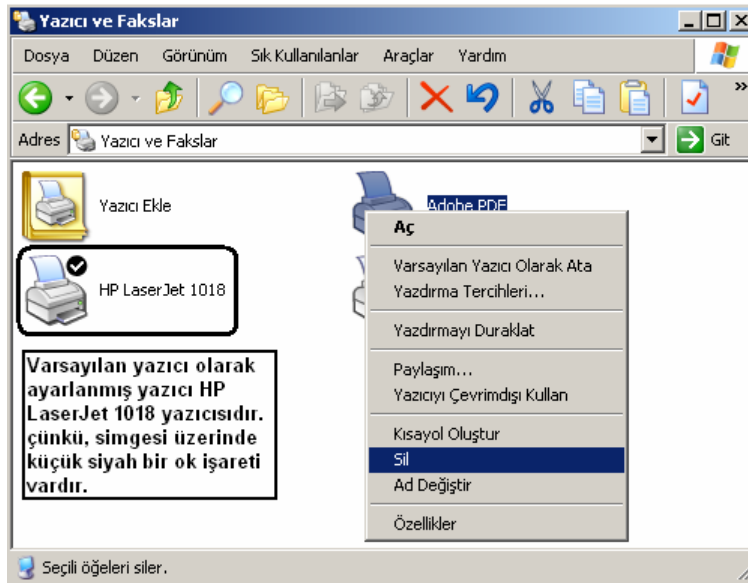 Yazıcı ve Fakslar
Dosya Düzen Görünüm Sık Kullanılanlar Araçlar Yardım
Adres Yazıcı ve Fakslar Git
Yazıcı Ekle
Adobe PDF
HP LaserJet 1018
Varsayılan yazıcı olarak
ayarlanmış yazıcı HP
LaserJet 1018 yazıcısıdır.
çünkü, simgesi üzerinde
küçük siyah bir ok işareti
vardır.
Aç
Varsayılan Yazıcı Olarak Ata
Yazdırma Tercihleri...
Yazdırmayı Duraklat
Paylaşım...
Yazıcıyı Çevrimdışı Kullan
Kısayol Oluştur
Sil
Ad Değiştir
Özellikler
Seçili öğeleri siler.